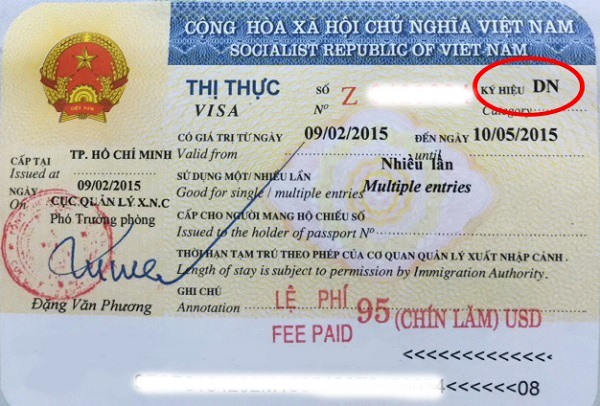 CỘNG HÒA XÃ HỘI CHỦ NGHĨA VIỆT NAM
SOCIALIST REPUBLIC OF VIET NAM
VIỆT NAM
THỊ THỰC SỐ Z KÝ HIỆU DN
VISA Nº Category
CÓ GIÁ TRỊ TỪ NGÀY 09/02/2015 ĐẾN NGÀY 10/05/2015
Valid from until
CẤP TẠI TP. HỒ CHÍ MINH
Issued at
NGÀY 09/02/2015
On
CỤC QUẢN LÝ X.N.C
Phó Trưởng phòng
Đặng Văn Phương
SỬ DỤNG MỘT/ NHIỀU LẦN Nhiều lần
Good for single / multiple entries Multiple entries
CẤP CHO NGƯỜI MANG HỘ CHIẾU SỐ
Issued to the holder of passport Nº
THỜI HẠN TẠM TRÚ THEO PHÉP CỦA CƠ QUAN QUẢN LÝ XUẤT NHẬP CẢNH .
Length of stay is subject to permission by Immigration Authority.
GHI CHÚ
Annotation
LỆ PHÍ 95 (CHÍN LĂM) USD
FEE PAID
<<<<<<<<<<<<
<<<<<<08